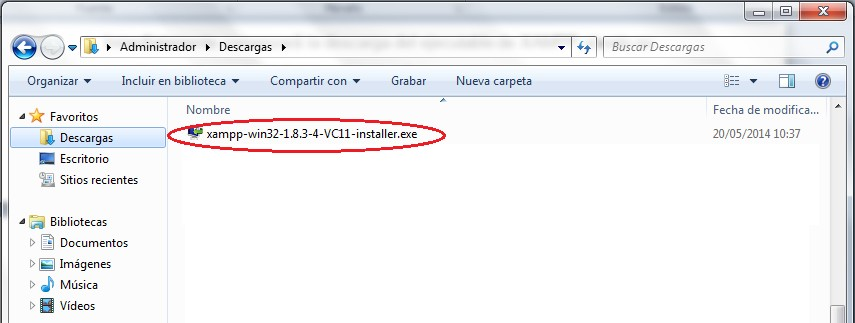 Administrador ▸ Descargas ▸
Buscar Descargas
Organizar Incluir en biblioteca Compartir con Grabar Nueva carpeta
Nombre Fecha de modifica...
Favoritos
Descargas
Escritorio
Sitios recientes
xampp-win32-1.8.3-4-VC11-installer.exe 20/05/2014 10:37
Bibliotecas
Documentos
Imágenes
Música
Vídeos